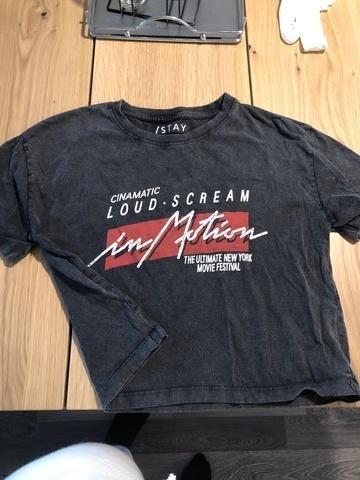 /STAY
CINAMATIC
LOUD·SCREAM
in Motion
THE ULTIMATE NEW YORK
MOVIE FESTIVAL